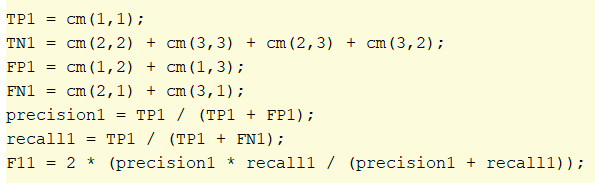 TP1 = cm(1,1);
TN1 = cm(2,2) + cm(3,3) + cm(2,3) + cm(3,2);
FP1 = cm(1,2) + cm(1,3);
FN1 = cm(2,1) + cm(3,1);
precision1 = TP1 / (TP1 + FP1);
recall1 = TP1 / (TP1 + FN1);
F11 = 2 * (precision1 * recall1 / (precision1 + recall1));